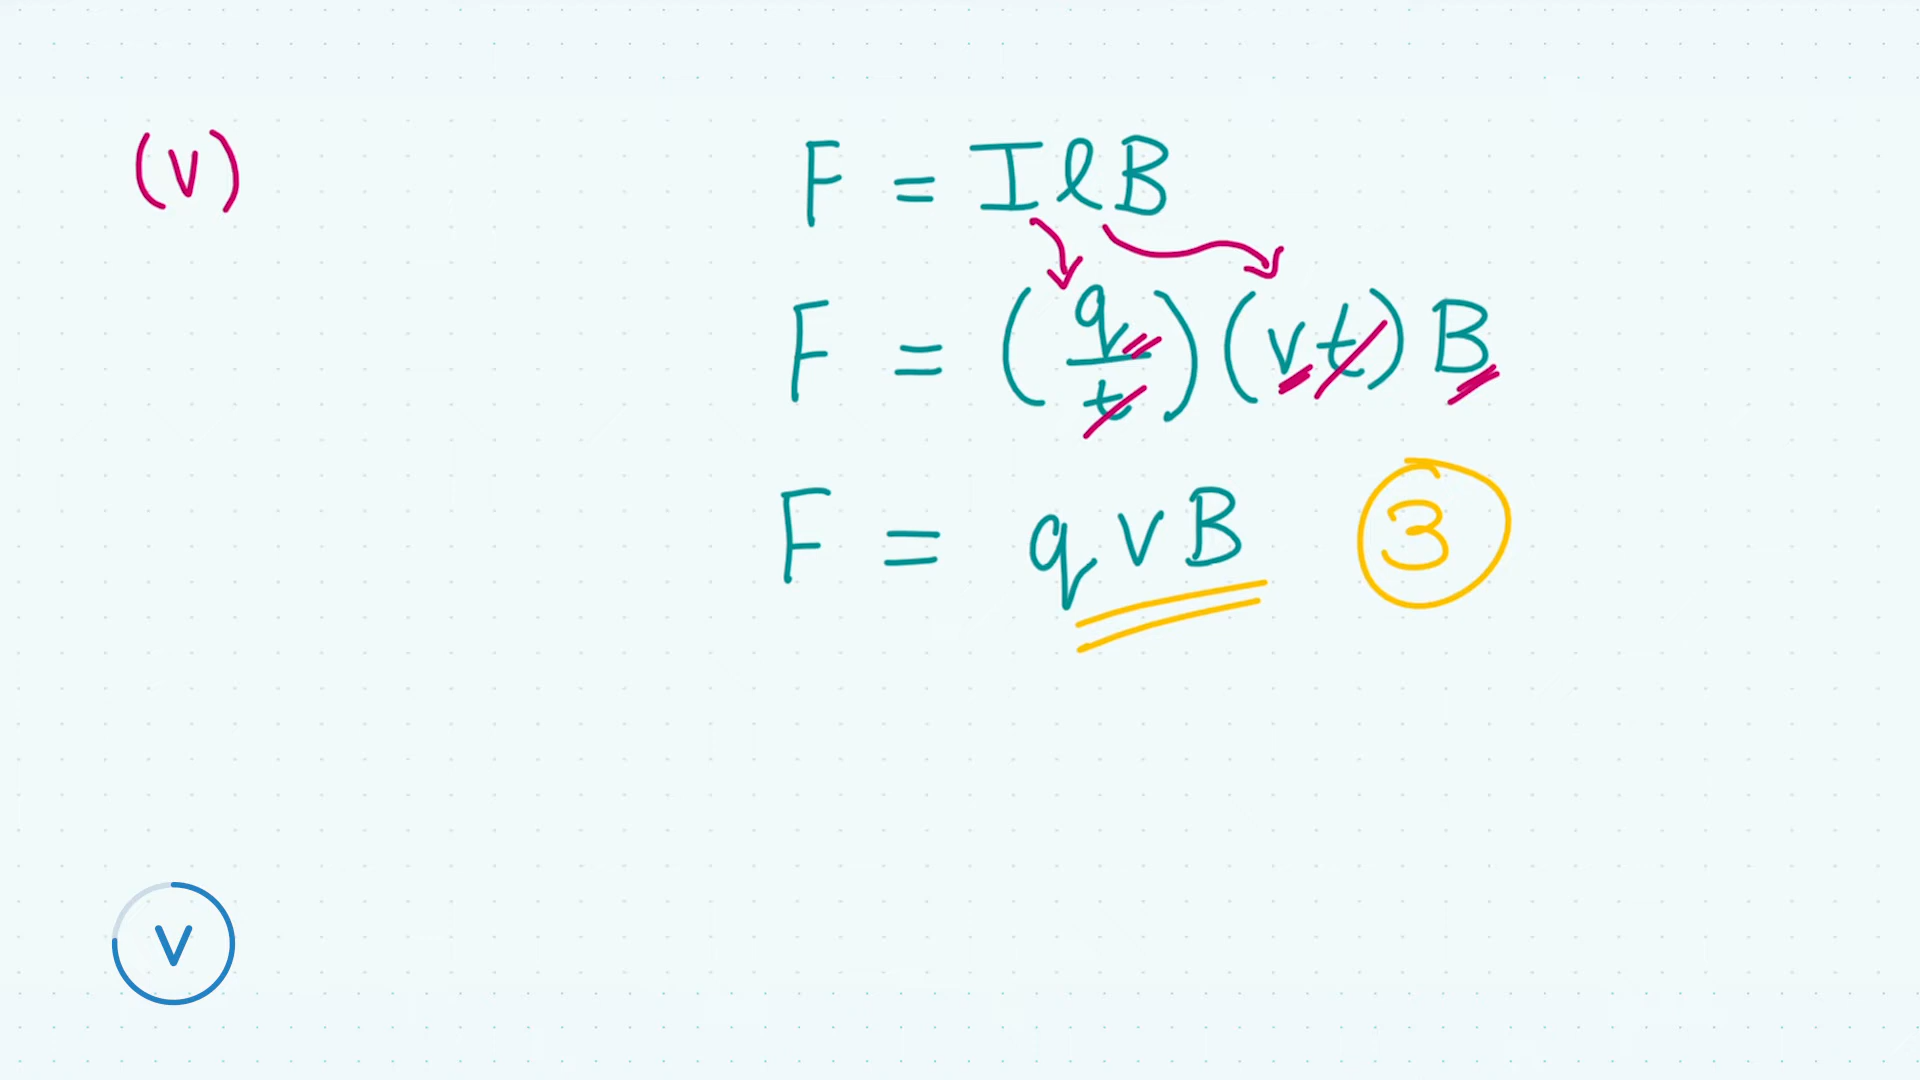 (v)
F = IℓB
F = (q/t)(vt)B
F = qvB 3
v